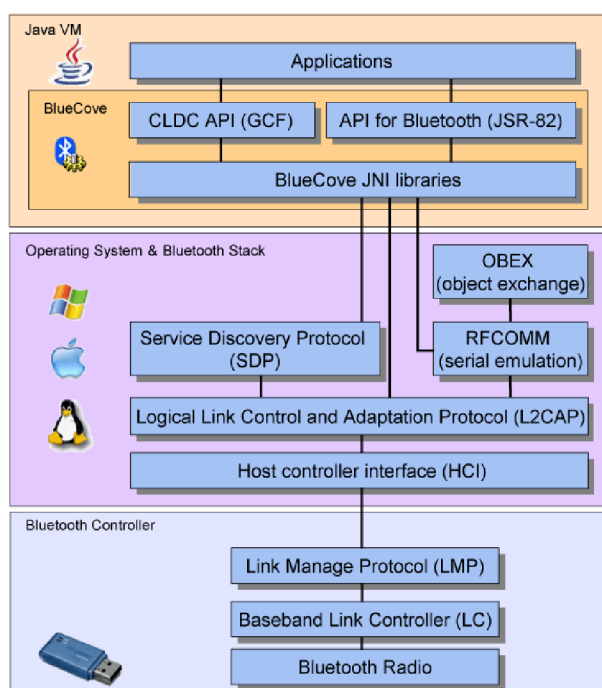 Java VM
Applications
BlueCove
CLDC API (GCF)
API for Bluetooth (JSR-82)
BlueCove JNI libraries
Operating System & Bluetooth Stack
OBEX
(object exchange)
Service Discovery Protocol
(SDP)
RFCOMM
(serial emulation)
Logical Link Control and Adaptation Protocol (L2CAP)
Host controller interface (HCI)
Bluetooth Controller
Link Manage Protocol (LMP)
Baseband Link Controller (LC)
Bluetooth Radio